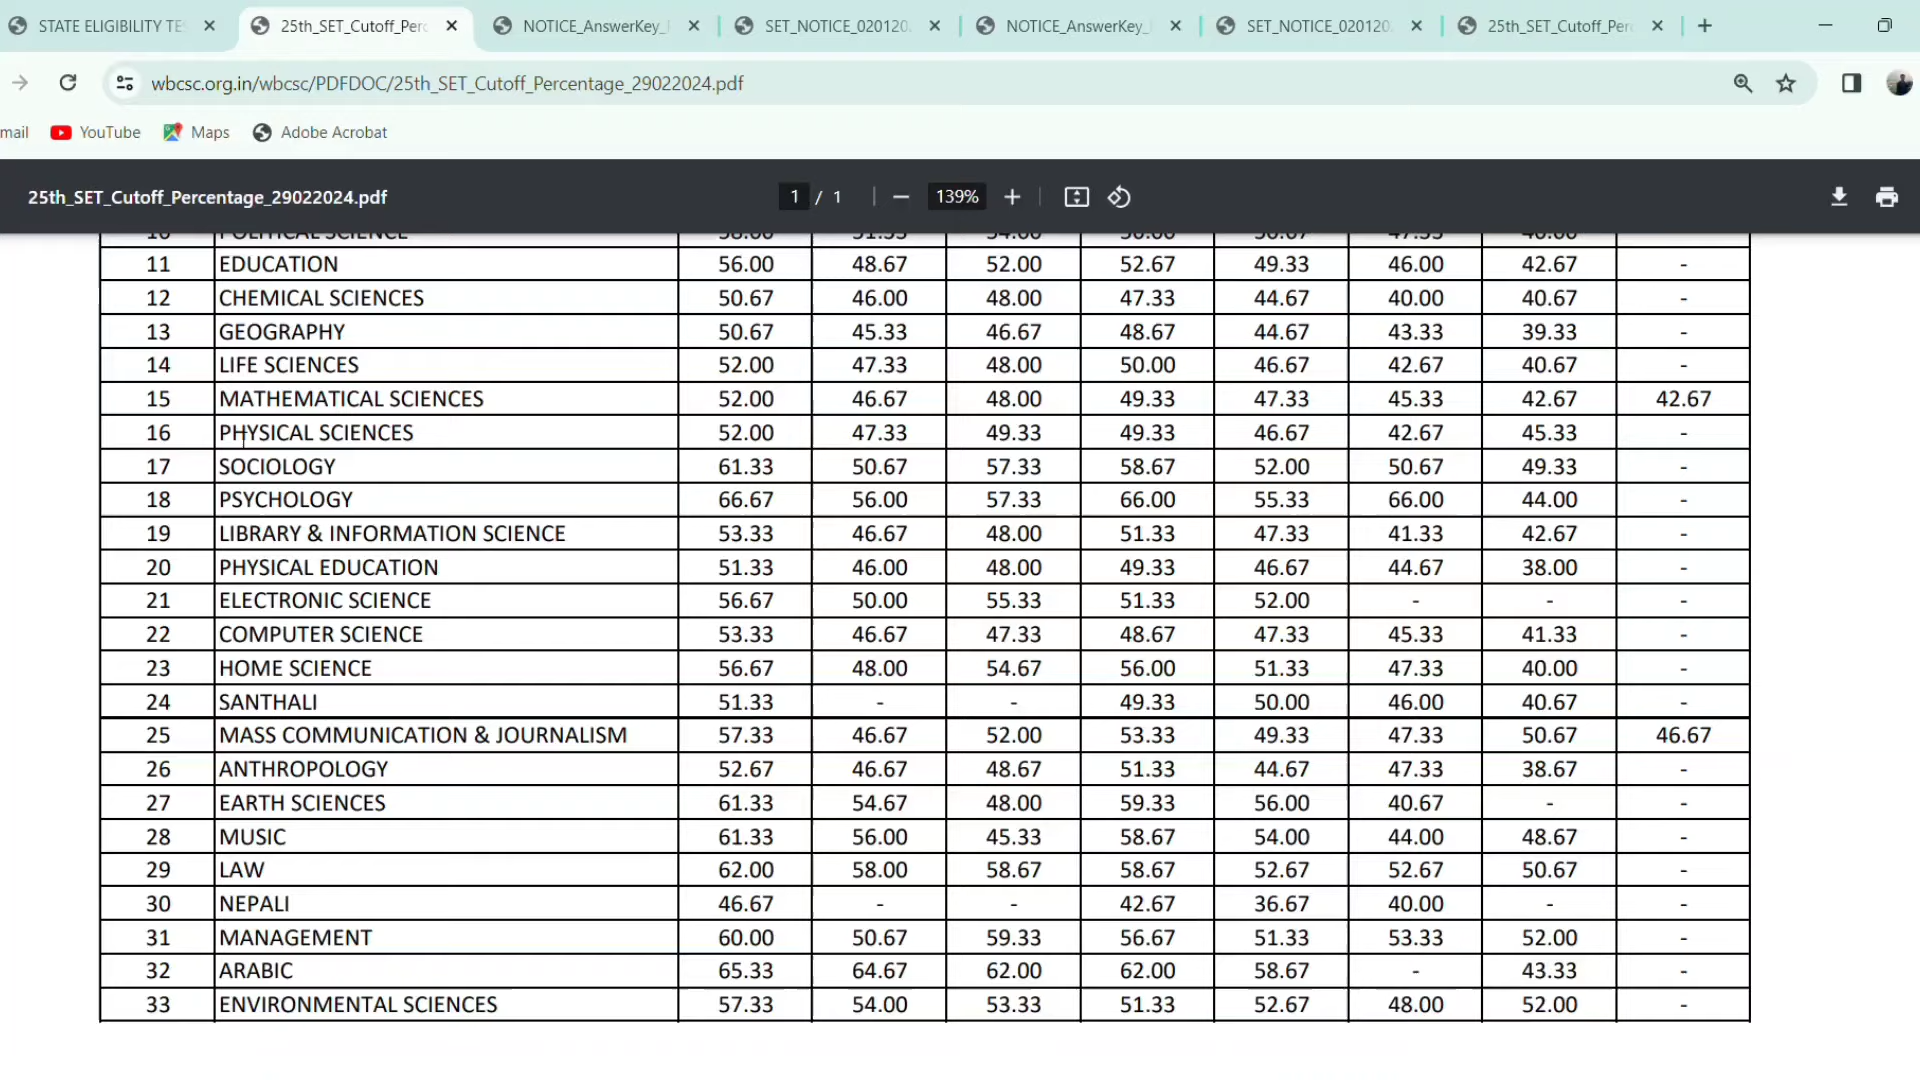 STATE ELIGIBILITY TES 25th_SET_Cutoff_Perc NOTICE_AnswerKey_ SET_NOTICE_020120. NOTICE_AnswerKey_ SET_NOTICE_020120. 25th_SET_Cutoff_Per
wbcsc.org.in/wbcsc/PDFDOC/25th_SET_Cutoff_Percentage_29022024.pdf
mail YouTube Maps Adobe Acrobat
25th_SET_Cutoff_Percentage_29022024.pdf 1 / 1 139%
10 POLITICAL SCIENCE
11 EDUCATION 56.00 48.67 52.00 52.67 49.33 46.00 42.67 -
12 CHEMICAL SCIENCES 50.67 46.00 48.00 47.33 44.67 40.00 40.67 -
13 GEOGRAPHY 50.67 45.33 46.67 48.67 44.67 43.33 39.33 -
14 LIFE SCIENCES 52.00 47.33 48.00 50.00 46.67 42.67 40.67 -
15 MATHEMATICAL SCIENCES 52.00 46.67 48.00 49.33 47.33 45.33 42.67 42.67
16 PHYSICAL SCIENCES 52.00 47.33 49.33 49.33 46.67 42.67 45.33 -
17 SOCIOLOGY 61.33 50.67 57.33 58.67 52.00 50.67 49.33 -
18 PSYCHOLOGY 66.67 56.00 57.33 66.00 55.33 66.00 44.00 -
19 LIBRARY & INFORMATION SCIENCE 53.33 46.67 48.00 51.33 47.33 41.33 42.67 -
20 PHYSICAL EDUCATION 51.33 46.00 48.00 49.33 46.67 44.67 38.00 -
21 ELECTRONIC SCIENCE 56.67 50.00 55.33 51.33 52.00 - - -
22 COMPUTER SCIENCE 53.33 46.67 47.33 48.67 47.33 45.33 41.33 -
23 HOME SCIENCE 56.67 48.00 54.67 56.00 51.33 47.33 40.00 -
24 SANTHALI 51.33 - - 49.33 50.00 46.00 40.67 -
25 MASS COMMUNICATION & JOURNALISM 57.33 46.67 52.00 53.33 49.33 47.33 50.67 46.67
26 ANTHROPOLOGY 52.67 46.67 48.67 51.33 44.67 47.33 38.67 -
27 EARTH SCIENCES 61.33 54.67 48.00 59.33 56.00 40.67 - -
28 MUSIC 61.33 56.00 45.33 58.67 54.00 44.00 48.67 -
29 LAW 62.00 58.00 58.67 58.67 52.67 52.67 50.67 -
30 NEPALI 46.67 - - 42.67 36.67 40.00 - -
31 MANAGEMENT 60.00 50.67 59.33 56.67 51.33 53.33 52.00 -
32 ARABIC 65.33 64.67 62.00 62.00 58.67 - 43.33 -
33 ENVIRONMENTAL SCIENCES 57.33 54.00 53.33 51.33 52.67 48.00 52.00 -